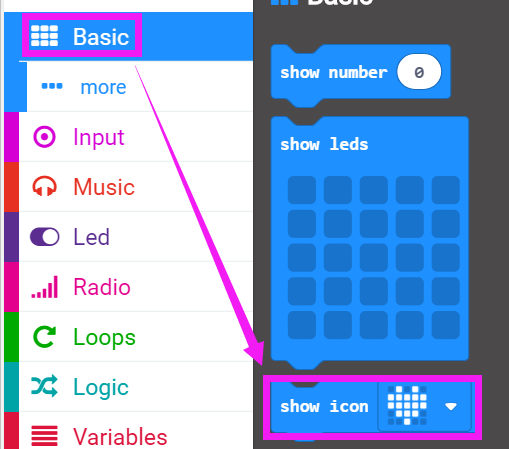 Basic
Basic
more
Input
Music
Led
Radio
Loops
Logic
Variables
show number 0
show leds
show icon